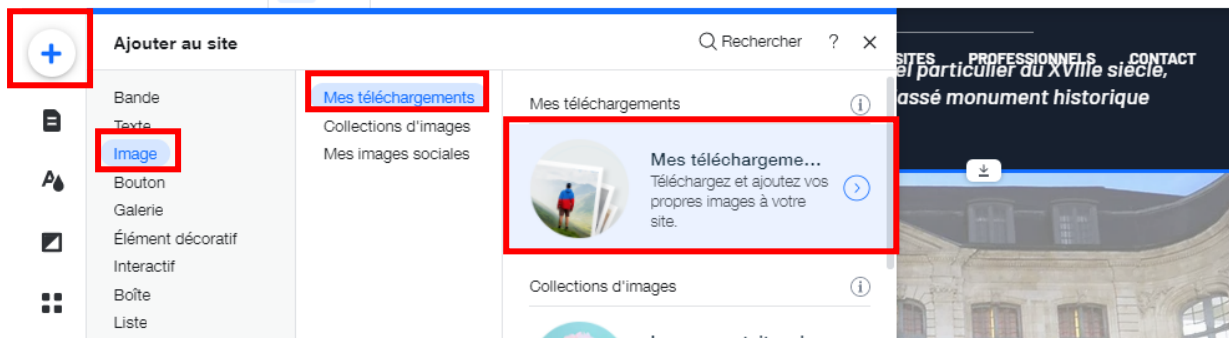 Ajouter au site
Rechercher
?
Bande
Texte
Image
Bouton
Galerie
Élément décoratif
Interactif
Boîte
Liste
Mes téléchargements
Collections d'images
Mes images sociales
Mes téléchargements
Mes téléchargeme...
Téléchargez et ajoutez vos
propres images à votre
site.
Collections d'images
SITES PROFESSIONNELS CONTACT
el particulier du XVIIIe siècle,
assé monument historique